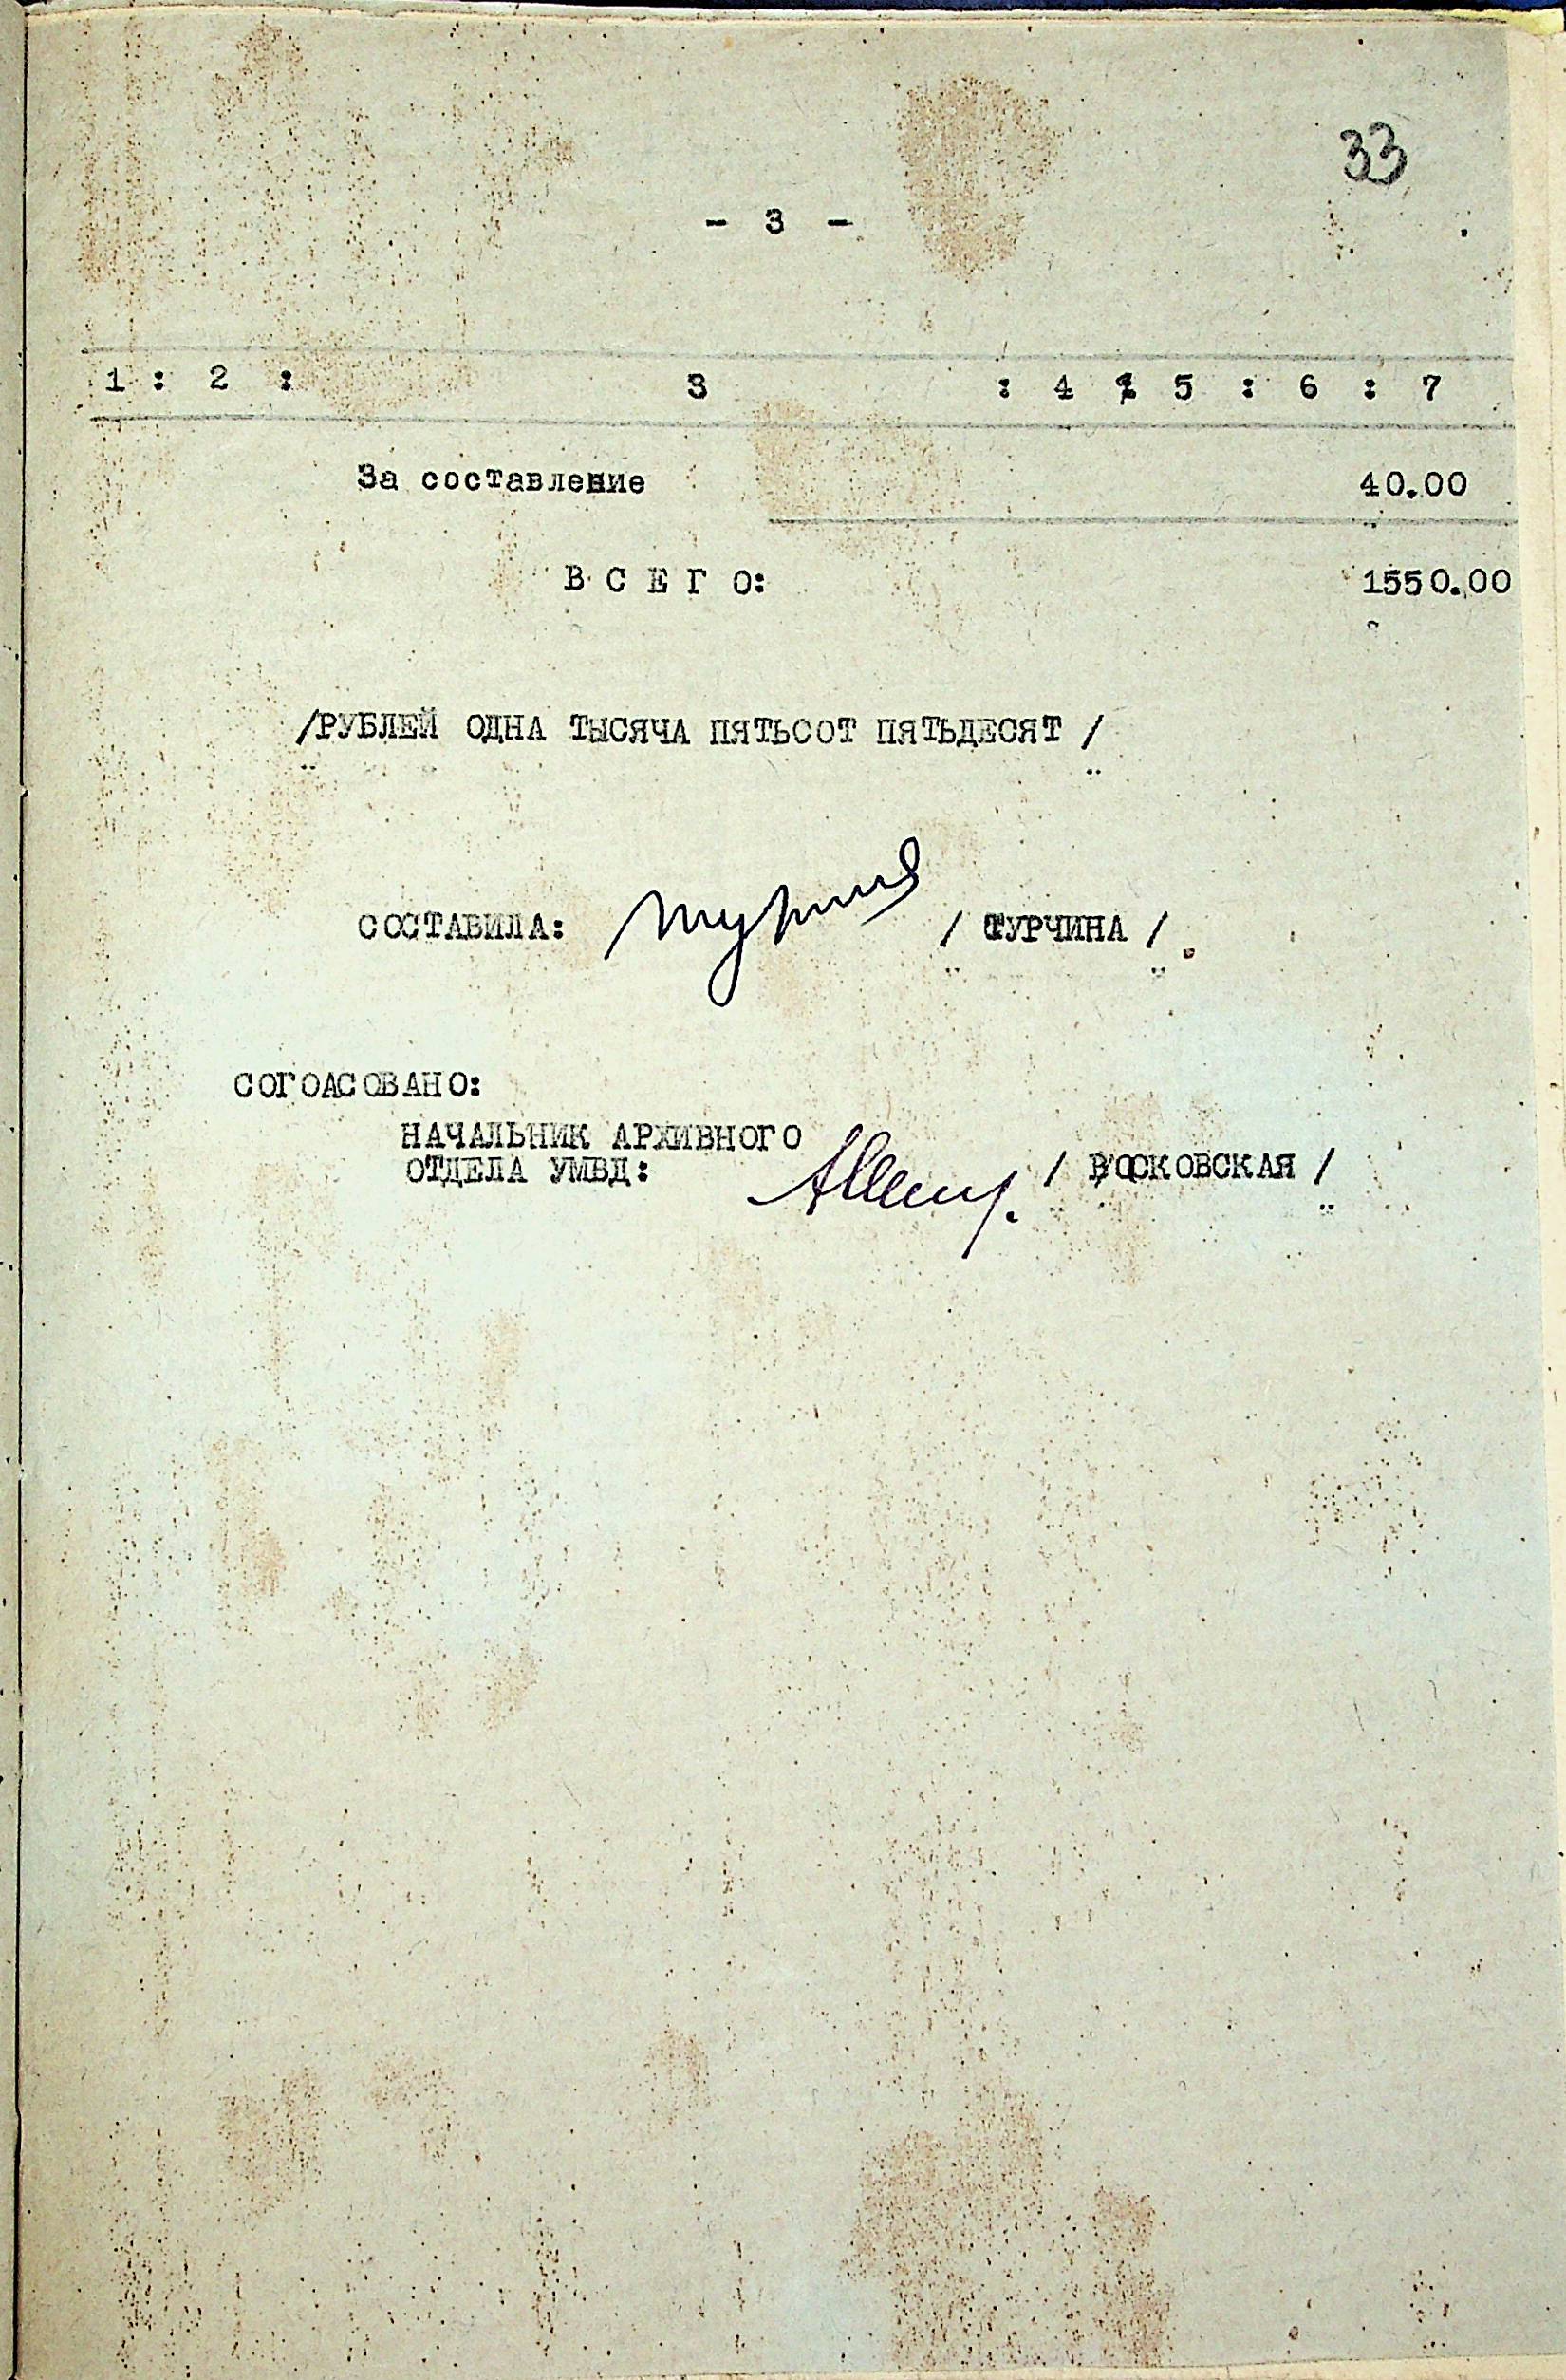 33
- 3 -
1 : 2 : 3 : 4 : 5 : 6 : 7
За составление 40.00
В С Е Г О: 1550.00
/РУБЛЕЙ ОДНА ТЫСЯЧА ПЯТЬСОТ ПЯТЬДЕСЯТ /
СОСТАВИЛА: / ТУРЧИНА /.
СОГОАСОВАНО:
НАЧАЛЬНИК АРХИВНОГО
ОТДЕЛА УМВД: / /